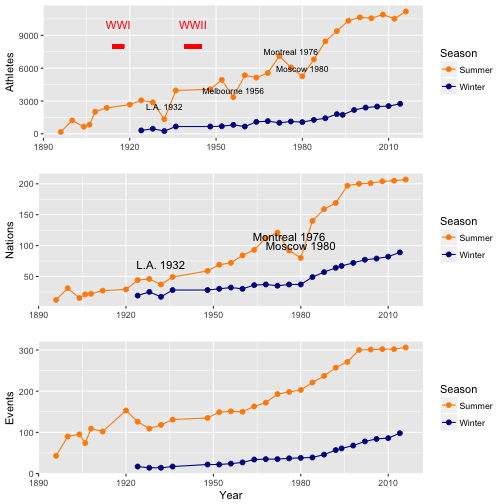 WWI WWII
9000
6000
3000
0
Athletes
Montreal 1976
Moscow 1980
Melbourne 1956
L.A. 1932
1890 1920 1950 1980 2010
Season
Summer
Winter
200
150
100
50
Nations
Montreal 1976
Moscow 1980
L.A. 1932
1890 1920 1950 1980 2010
Season
Summer
Winter
300
200
100
0
Events
1890 1920 1950 1980 2010
Year
Season
Summer
Winter